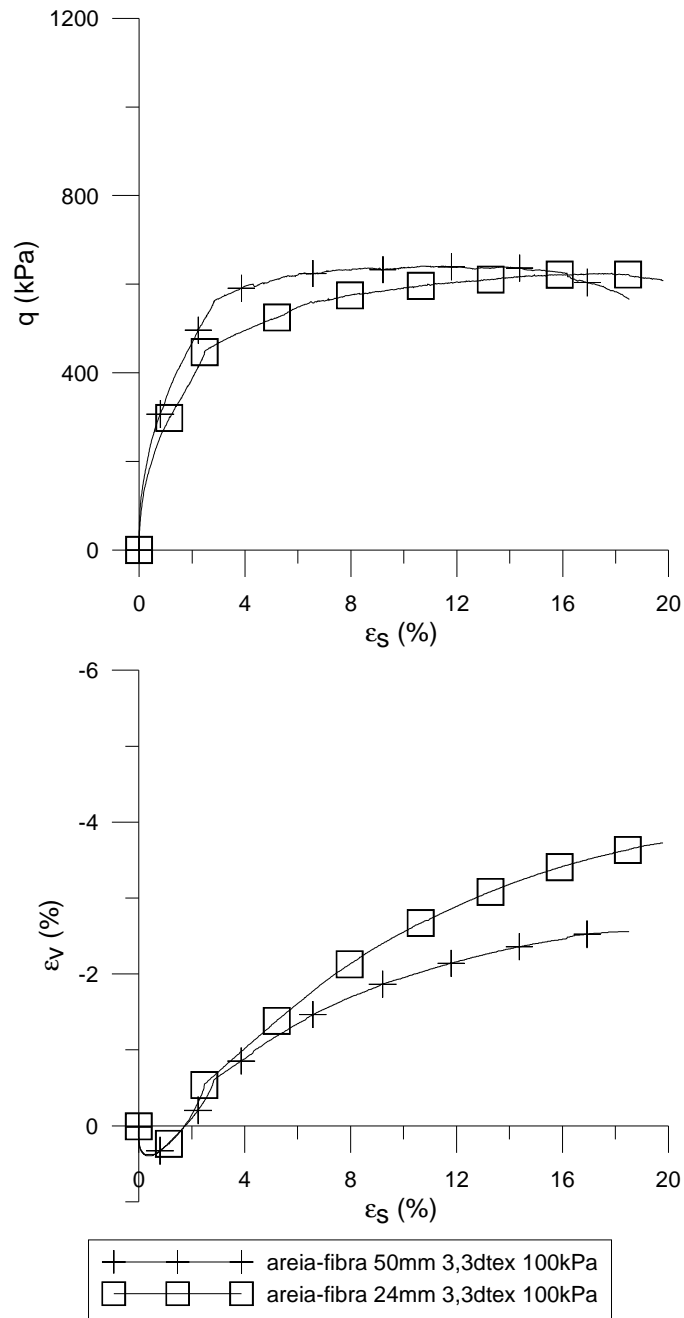 1200
800
400
0
q (kPa)
0 4 8 12 16 20
εs (%)
-6
-4
-2
0
εv (%)
0 4 8 12 16 20
εs (%)
areia-fibra 50mm 3,3dtex 100kPa
areia-fibra 24mm 3,3dtex 100kPa